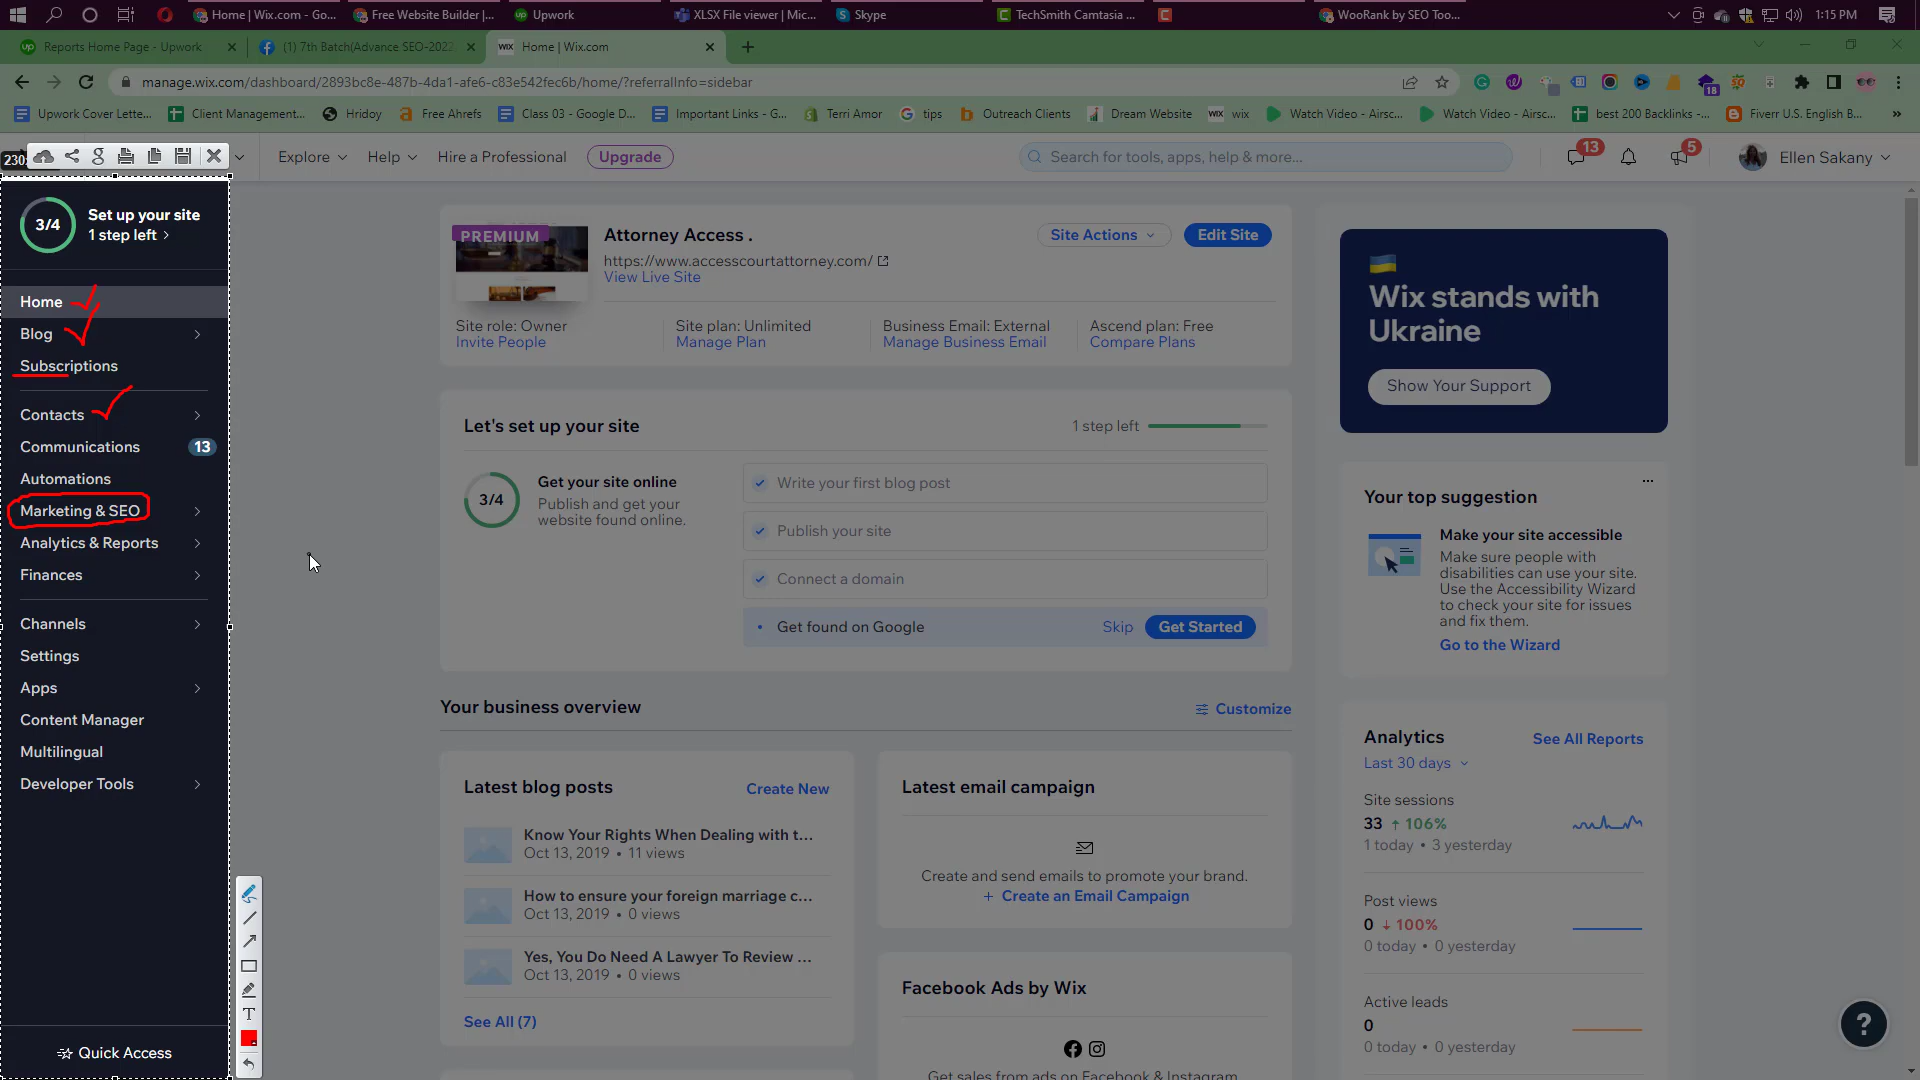 Home | Wix.com - Go...
Free Website Builder |...
Upwork
XLSX File viewer | Mic...
Skype
TechSmith Camtasia ...
WooRank by SEO Too...
1:15 PM
Reports Home Page - Upwork
(1) 7th Batch(Advance SEO-2022
WIX Home | Wix.com
manage.wix.com/dashboard/2893bc8e-487b-4da1-afe6-c83e542fec6b/home/?referralInfo=sidebar
18
Upwork Cover Lette...
Client Management...
Hridoy
Free Ahrefs
Class 03 - Google D...
Important Links - G...
Terri Amor
tips
Outreach Clients
Dream Website
WIX wix
Watch Video - Airsc...
Watch Video - Airsc...
best 200 Backlinks -...
Fiverr U.S. English B...
Explore
Help
Hire a Professional
Upgrade
Search for tools, apps, help & more...
13
5
Ellen Sakany
3/4
Set up your site
1 step left >
Home
Blog
Subscriptions
Contacts
Communications 13
Automations
Marketing & SEO
Analytics & Reports
Finances
Channels
Settings
Apps
Content Manager
Multilingual
Developer Tools
Quick Access
PREMIUM
Attorney Access .
Site Actions
Edit Site
https://www.accesscourtattorney.com/
View Live Site
Site role: Owner
Invite People
Site plan: Unlimited
Manage Plan
Business Email: External
Manage Business Email
Ascend plan: Free
Compare Plans
Let's set up your site
1 step left
3/4
Get your site online
Publish and get your
website found online.
Write your first blog post
Publish your site
Connect a domain
Get found on Google
Skip
Get Started
Your business overview
Customize
Latest blog posts
Create New
Know Your Rights When Dealing with t...
Oct 13, 2019 • 11 views
How to ensure your foreign marriage c...
Oct 13, 2019 • 0 views
Yes, You Do Need A Lawyer To Review ...
Oct 13, 2019 • 0 views
See All (7)
Latest email campaign
Create and send emails to promote your brand.
+ Create an Email Campaign
Facebook Ads by Wix
Get sales from ads on Facebook & Instagram
Wix stands with
Ukraine
Show Your Support
Your top suggestion
Make your site accessible
Make sure people with
disabilities can use your site.
Use the Accessibility Wizard
to check your site for issues
and fix them.
Go to the Wizard
Analytics
See All Reports
Last 30 days
Site sessions
33 ↑ 106%
1 today • 3 yesterday
Post views
0 ↓ 100%
0 today • 0 yesterday
Active leads
0
0 today • 0 yesterday
?
T